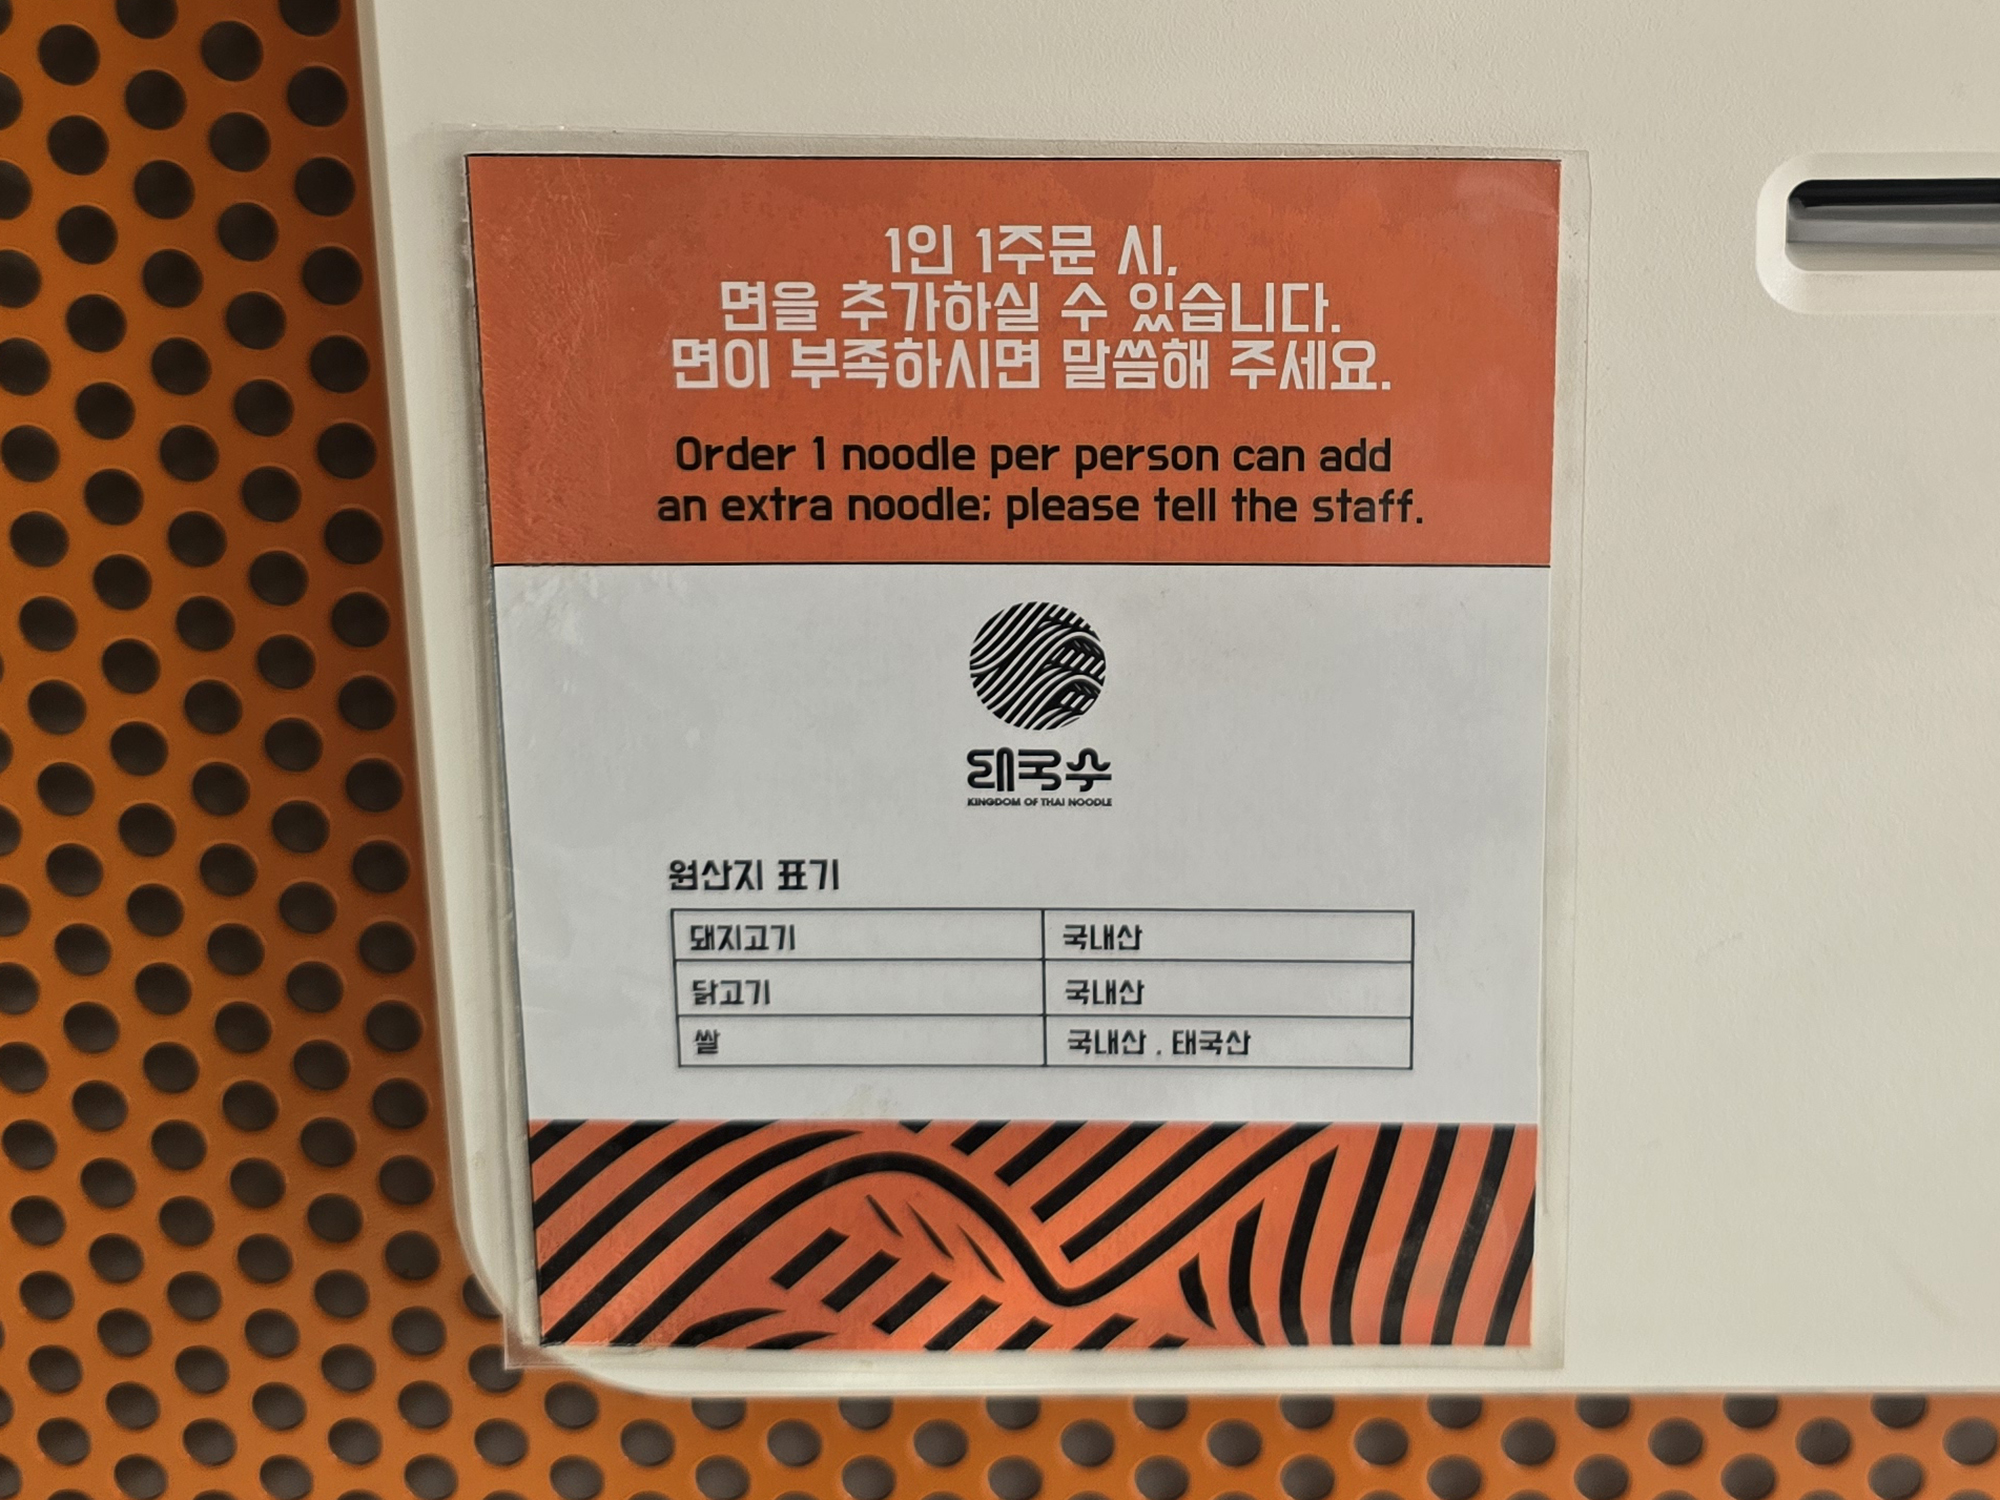 1인 1주문 시,
면을 추가하실 수 있습니다.
면이 부족하시면 말씀해 주세요.
Order 1 noodle per person can add
an extra noodle; please tell the staff.
태국수
KINGDOM OF THAI NOODLE
원산지 표기
돼지고기 국내산
닭고기 국내산
쌀 국내산 , 태국산